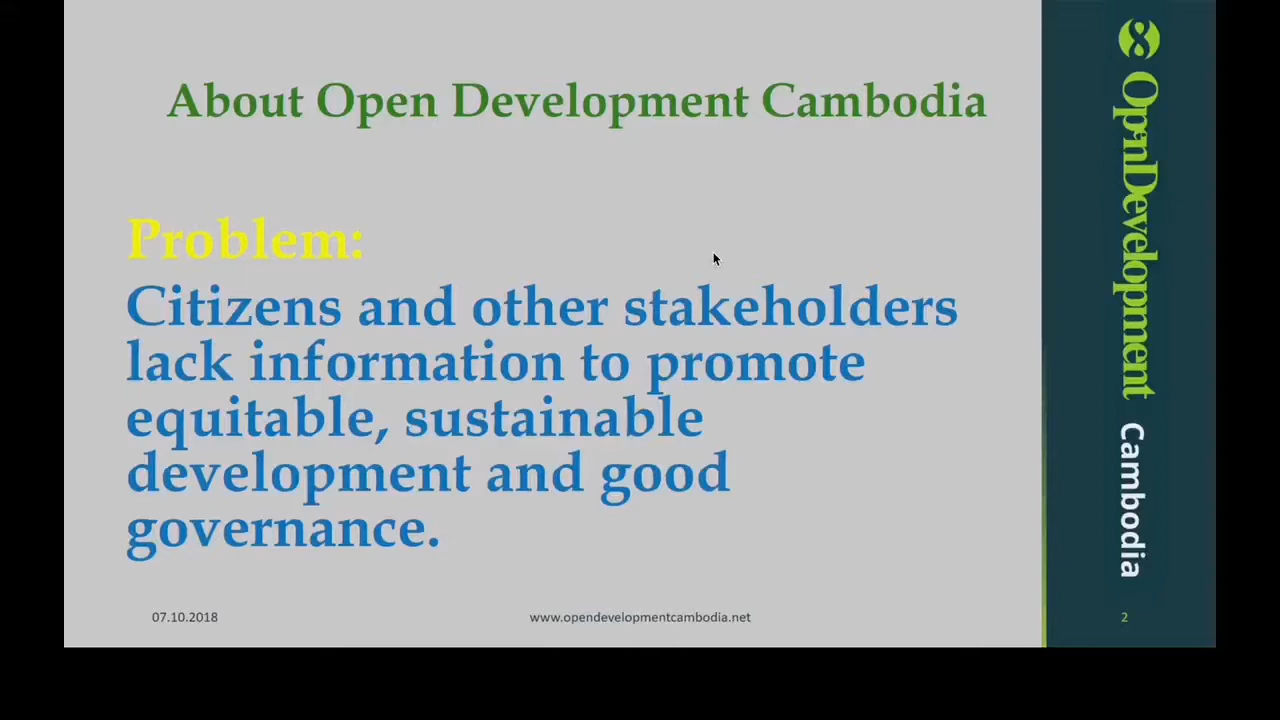 About Open Development Cambodia
Problem:
Citizens and other stakeholders
lack information to promote
equitable, sustainable
development and good
governance.
07.10.2018
www.opendevelopmentcambodia.net
2
OpenDevelopment Cambodia